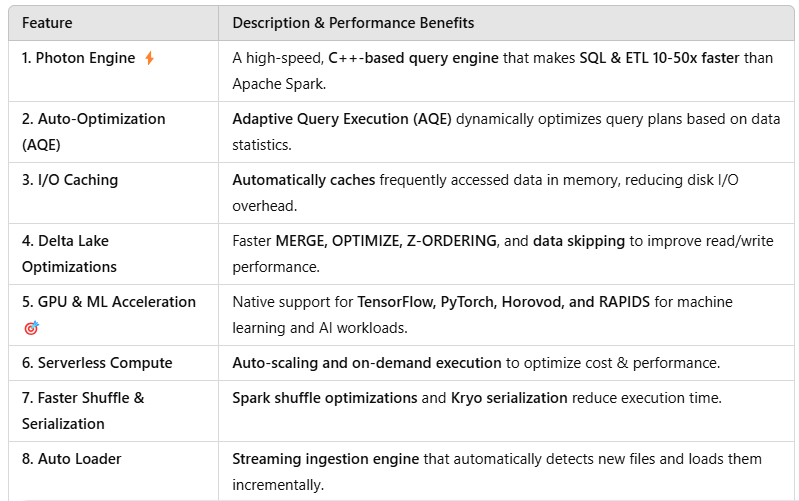 Feature
Description & Performance Benefits
1. Photon Engine ⚡
A high-speed, C++-based query engine that makes SQL & ETL 10-50x faster than
Apache Spark.
2. Auto-Optimization
(AQE)
Adaptive Query Execution (AQE) dynamically optimizes query plans based on data
statistics.
3. I/O Caching
Automatically caches frequently accessed data in memory, reducing disk I/O
overhead.
4. Delta Lake
Optimizations
Faster MERGE, OPTIMIZE, Z-ORDERING, and data skipping to improve read/write
performance.
5. GPU & ML Acceleration
🎯
Native support for TensorFlow, PyTorch, Horovod, and RAPIDS for machine
learning and AI workloads.
6. Serverless Compute
Auto-scaling and on-demand execution to optimize cost & performance.
7. Faster Shuffle &
Serialization
Spark shuffle optimizations and Kryo serialization reduce execution time.
8. Auto Loader
Streaming ingestion engine that automatically detects new files and loads them
incrementally.